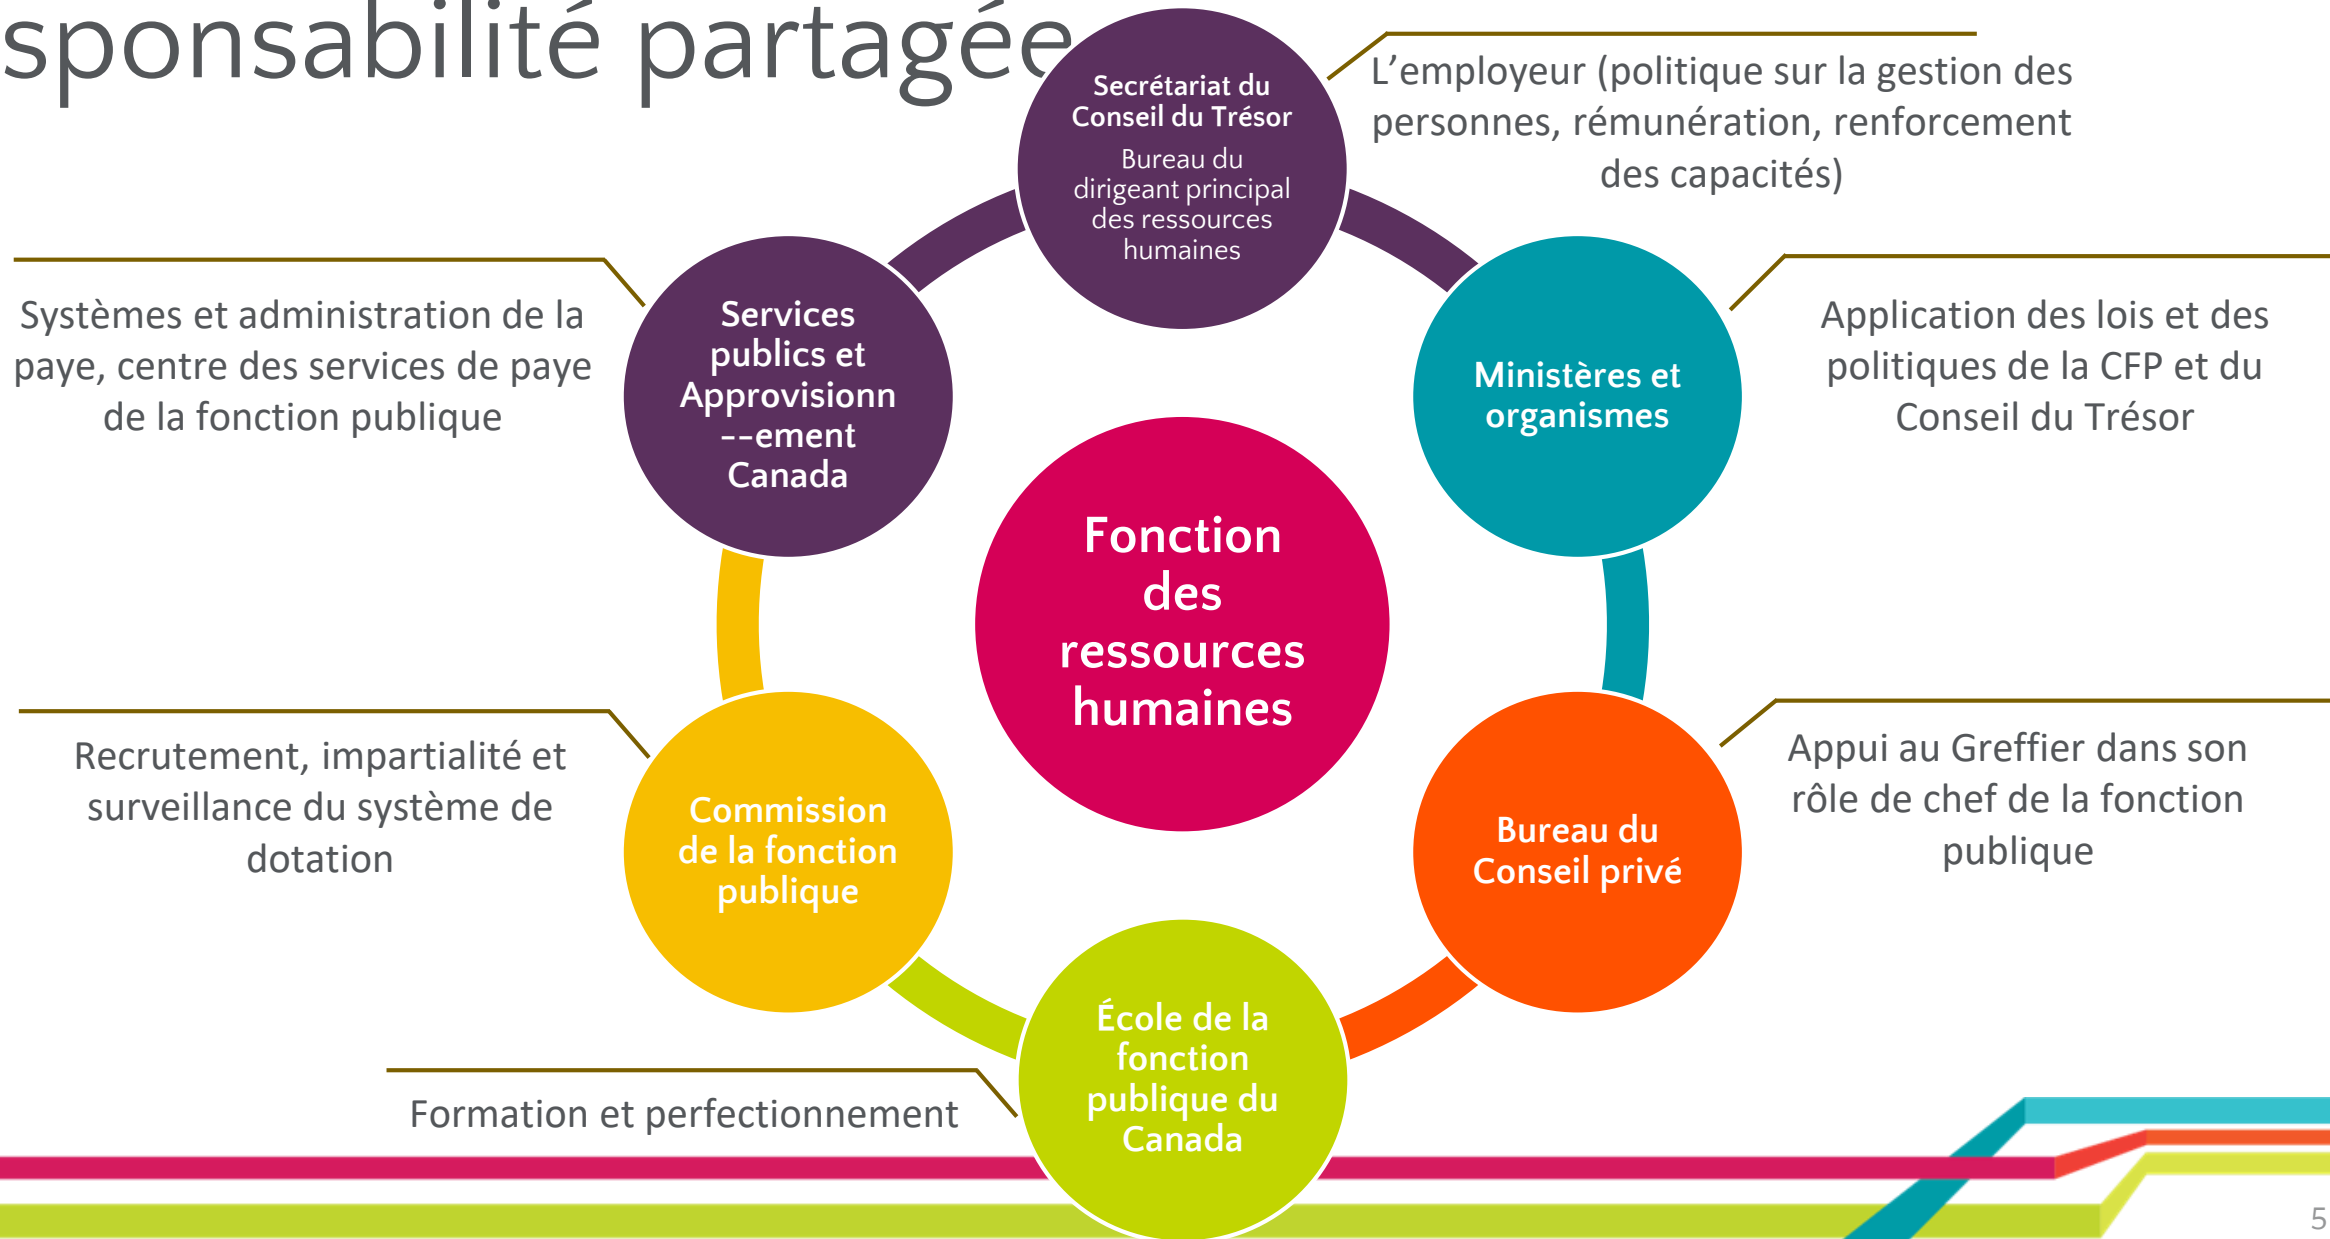 sponsabilité partagée
Secrétariat du
Conseil du Trésor
Bureau du
dirigeant principal
des ressources
humaines
L’employeur (politique sur la gestion des
personnes, rémunération, renforcement
des capacités)
Systèmes et administration de la
paye, centre des services de paye
de la fonction publique
Services
publics et
Approvisionn
--ement
Canada
Ministères et
organismes
Application des lois et des
politiques de la CFP et du
Conseil du Trésor
Fonction
des
ressources
humaines
Recrutement, impartialité et
surveillance du système de
dotation
Commission
de la fonction
publique
Bureau du
Conseil privé
Appui au Greffier dans son
rôle de chef de la fonction
publique
École de la
fonction
publique du
Canada
Formation et perfectionnement
5